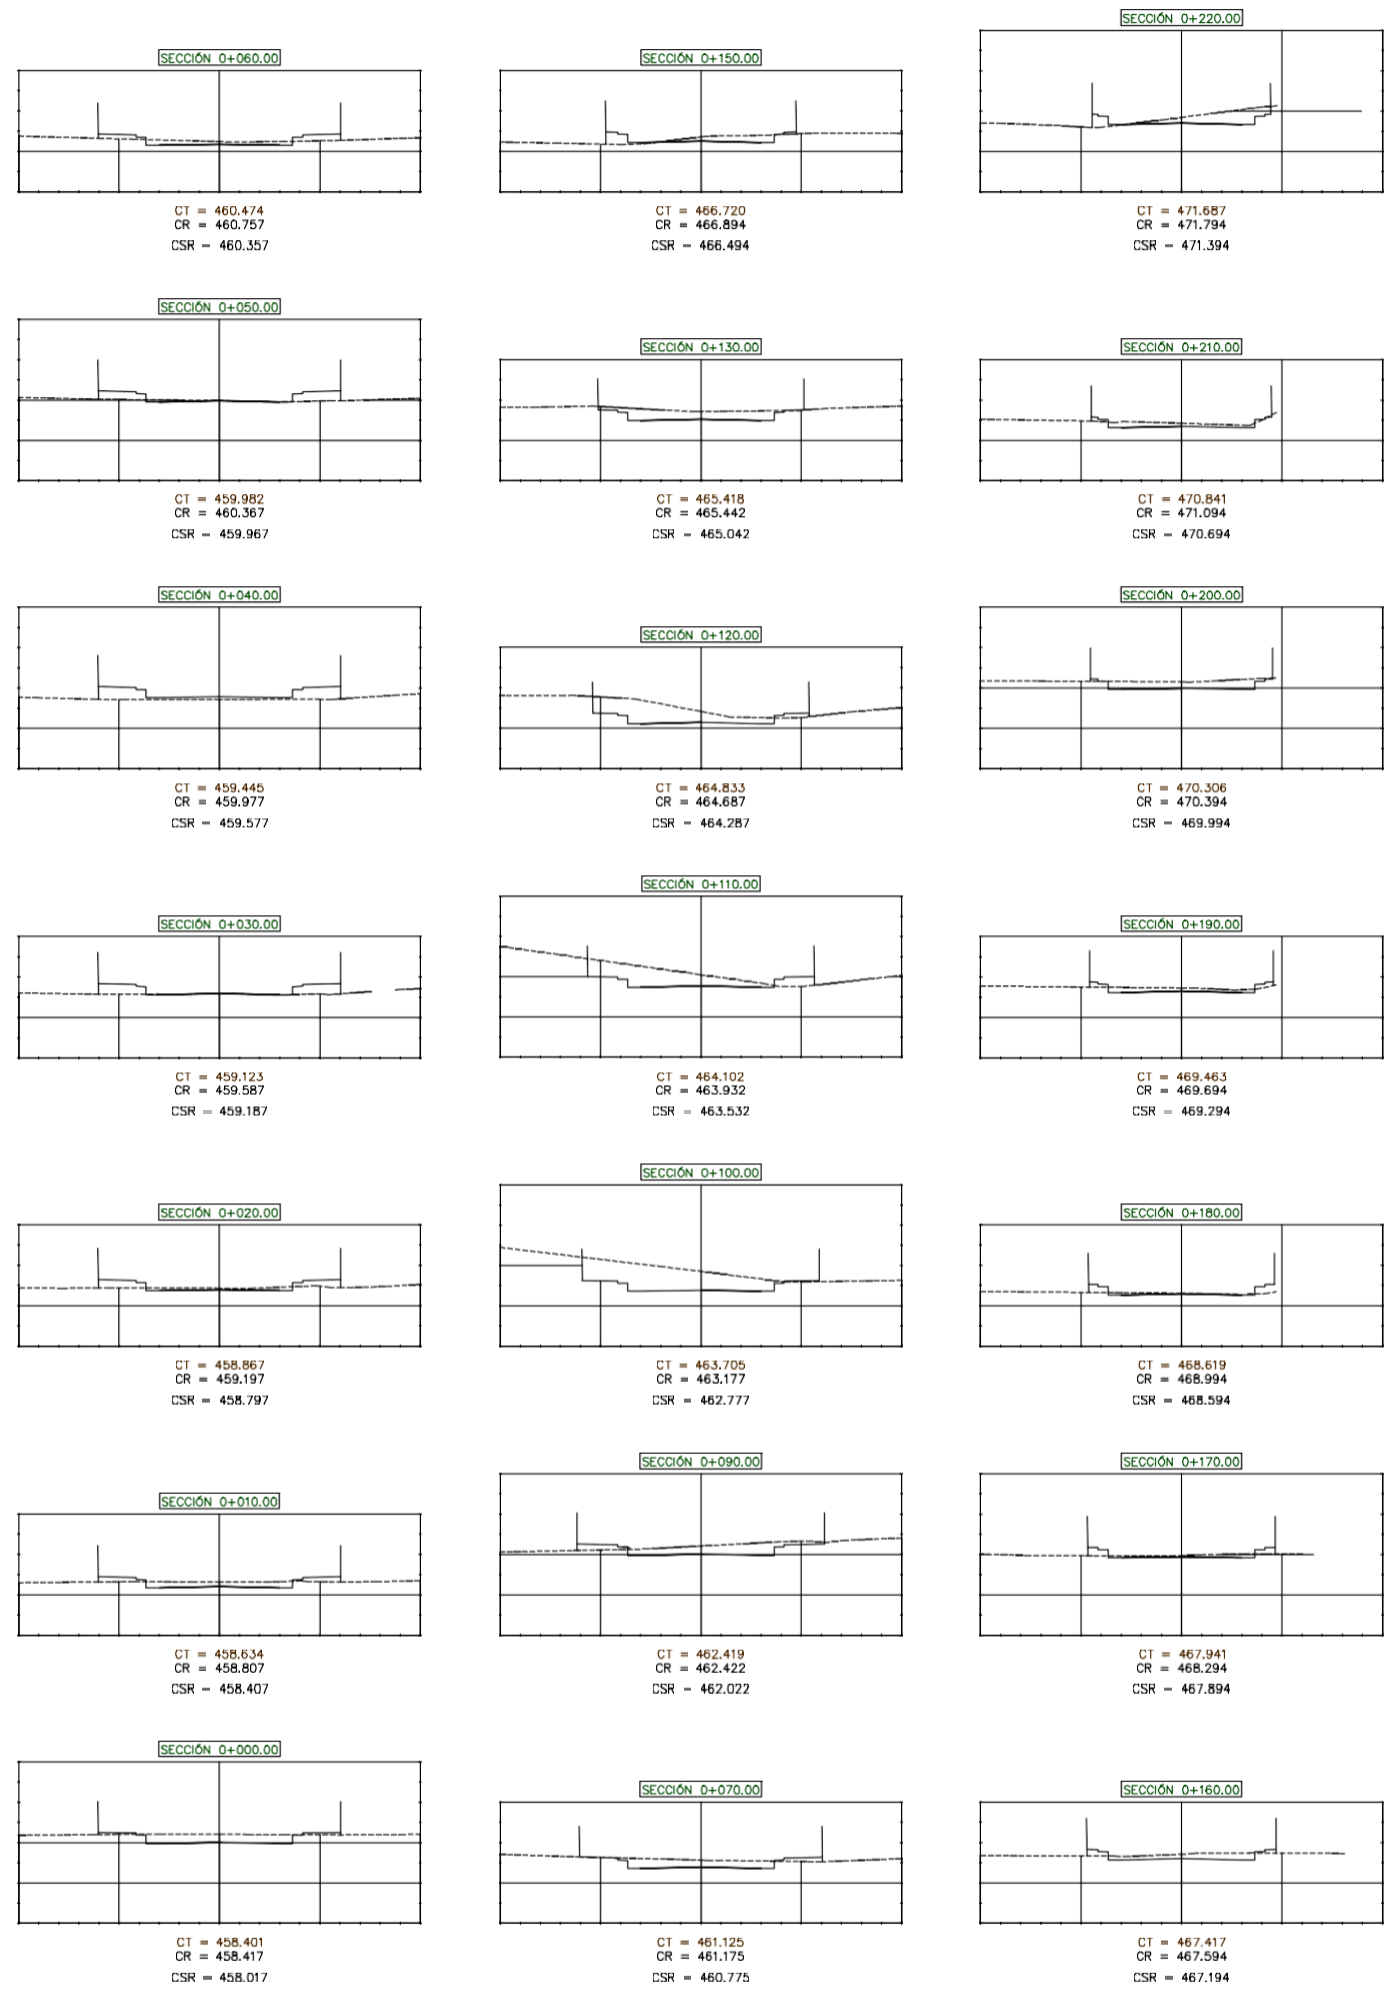 SECCIÓN 0+060.00
CT = 460.474
CR = 460.757
CSR = 460.357
SECCIÓN 0+050.00
CT = 459.982
CR = 460.367
CSR = 459.967
SECCIÓN 0+040.00
CT = 459.445
CR = 459.977
CSR = 459.577
SECCIÓN 0+030.00
CT = 459.123
CR = 459.587
CSR = 459.187
SECCIÓN 0+020.00
CT = 458.867
CR = 459.197
CSR = 458.797
SECCIÓN 0+010.00
CT = 458.634
CR = 458.807
CSR = 458.407
SECCIÓN 0+000.00
CT = 458.401
CR = 458.417
CSR = 458.017
SECCIÓN 0+150.00
CT = 466.720
CR = 466.894
CSR = 466.494
SECCIÓN 0+130.00
CT = 465.418
CR = 465.442
CSR = 465.042
SECCIÓN 0+120.00
CT = 464.833
CR = 464.687
CSR = 464.287
SECCIÓN 0+110.00
CT = 464.102
CR = 463.932
CSR = 463.532
SECCIÓN 0+100.00
CT = 463.705
CR = 463.177
CSR = 462.777
SECCIÓN 0+090.00
CT = 462.419
CR = 462.422
CSR = 462.022
SECCIÓN 0+070.00
CT = 461.125
CR = 461.175
CSR = 460.775
SECCIÓN 0+220.00
CT = 471.687
CR = 471.794
CSR = 471.394
SECCIÓN 0+210.00
CT = 470.841
CR = 471.094
CSR = 470.694
SECCIÓN 0+200.00
CT = 470.306
CR = 470.394
CSR = 469.994
SECCIÓN 0+190.00
CT = 469.463
CR = 469.694
CSR = 469.294
SECCIÓN 0+180.00
CT = 468.619
CR = 468.994
CSR = 468.594
SECCIÓN 0+170.00
CT = 467.941
CR = 468.294
CSR = 467.894
SECCIÓN 0+160.00
CT = 467.417
CR = 467.594
CSR = 467.194